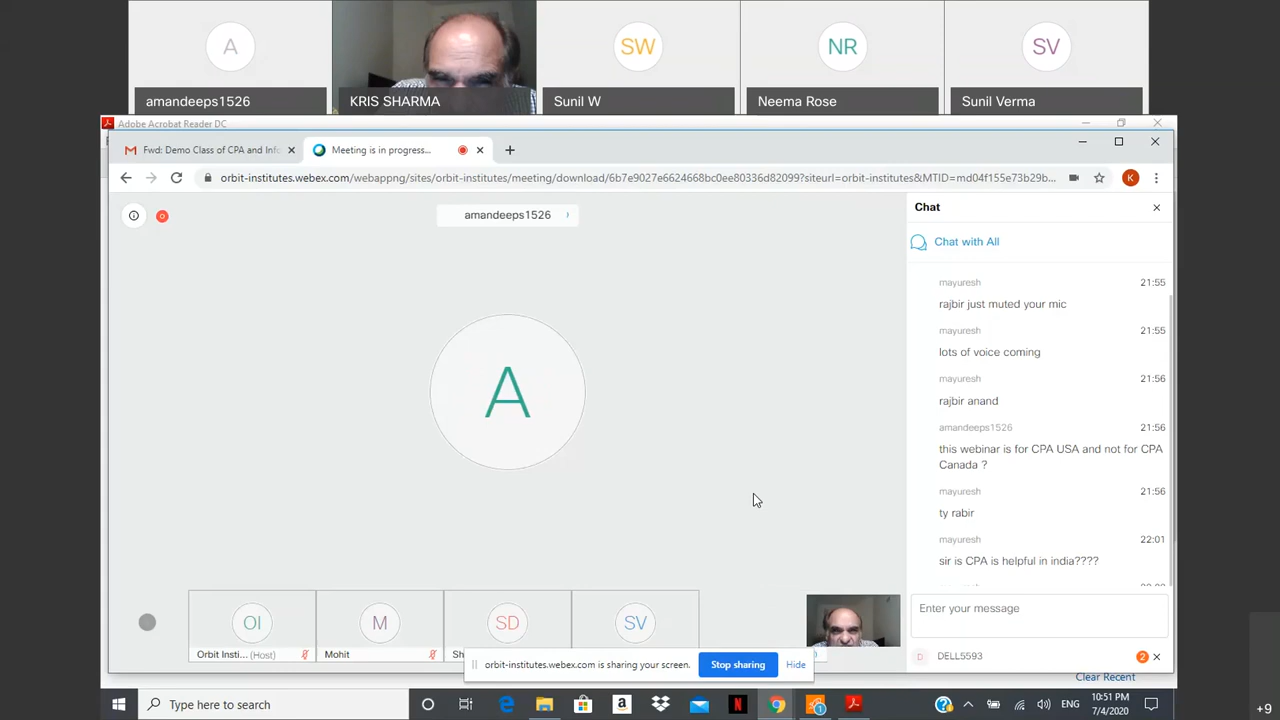 A
SW
NR
SV
amandeeps1526
KRIS SHARMA
Sunil W
Neema Rose
Sunil Verma
Adobe Acrobat Reader DC
Fwd: Demo Class of CPA and Info
Meeting is in progress...
orbit-institutes.webex.com/webappng/sites/orbit-institutes/meeting/download/6b7e9027e6624668bc0ee80336d82099?siteurl=orbit-institutes&MTID=md04f155e73b29b...
K
amandeeps1526
Chat
Chat with All
mayuresh 21:55
rajbir just muted your mic
mayuresh 21:55
lots of voice coming
mayuresh 21:56
rajbir anand
amandeeps1526 21:56
this webinar is for CPA USA and not for CPA
Canada ?
mayuresh 21:56
ty rabir
mayuresh 22:01
sir is CPA is helpful in india????
A
OI
M
SD
SV
Orbit Insti... (Host)
Mohit
Enter your message
D DELL5593 2
orbit-institutes.webex.com is sharing your screen.
Stop sharing
Hide
Clear Recent
Type here to search
ENG
10:51 PM
7/4/2020
+9